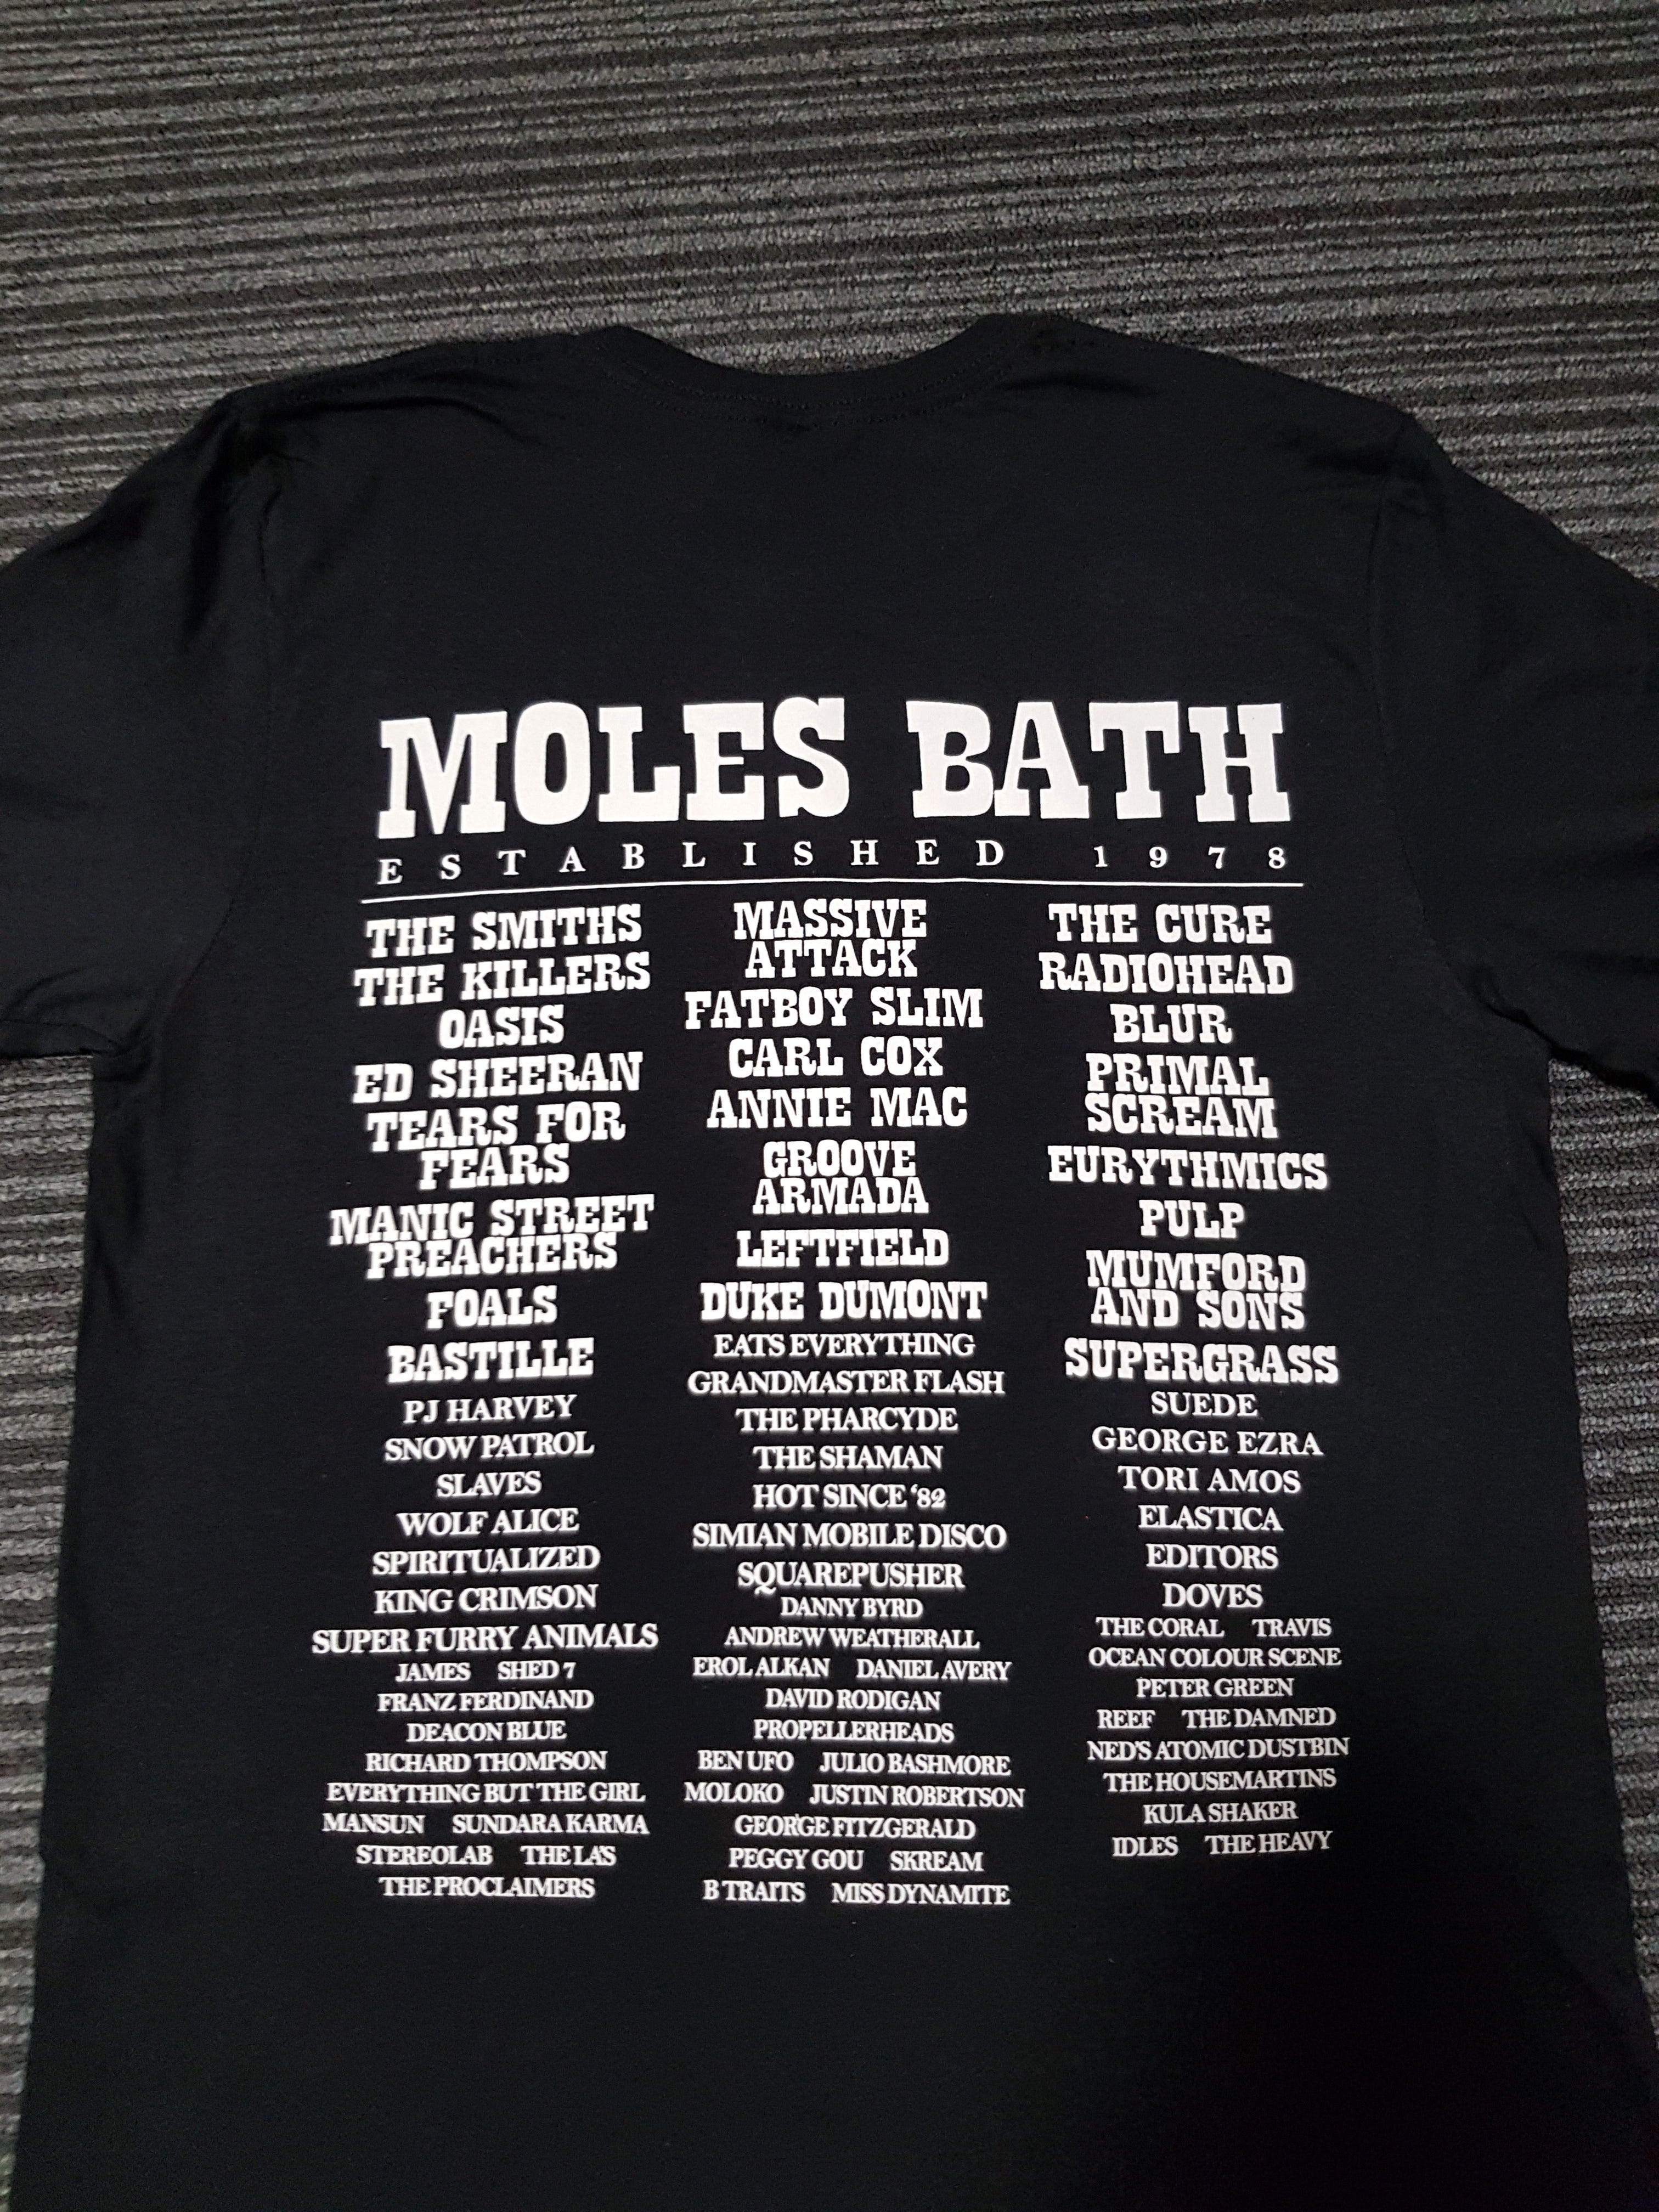 MOLES BATH
ESTABLISHED 1978
THE SMITHS
THE KILLERS
OASIS
ED SHEERAN
TEARS FOR
FEARS
MANIC STREET
PREACHERS
FOALS
BASTILLE
PJ HARVEY
SNOW PATROL
SLAVES
WOLF ALICE
SPIRITUALIZED
KING CRIMSON
SUPER FURRY ANIMALS
JAMES SHED 7
FRANZ FERDINAND
DEACON BLUE
RICHARD THOMPSON
EVERYTHING BUT THE GIRL
MANSUN SUNDARA KARMA
STEREOLAB THE LA'S
THE PROCLAIMERS
MASSIVE
ATTACK
FATBOY SLIM
CARL COX
ANNIE MAC
GROOVE
ARMADA
LEFTFIELD
DUKE DUMONT
EATS EVERYTHING
GRANDMASTER FLASH
THE PHARCYDE
THE SHAMAN
HOT SINCE '82
SIMIAN MOBILE DISCO
SQUAREPUSHER
DANNY BYRD
ANDREW WEATHERALL
EROL ALKAN DANIEL AVERY
DAVID RODIGAN
PROPELLERHEADS
BEN UFO JULIO BASHMORE
MOLOKO JUSTIN ROBERTSON
GEORGE FITZGERALD
PEGGY GOU SKREAM
B TRAITS MISS DYNAMITE
THE CURE
RADIOHEAD
BLUR
PRIMAL
SCREAM
EURYTHMICS
PULP
MUMFORD
AND SONS
SUPERGRASS
SUEDE
GEORGE EZRA
TORI AMOS
ELASTICA
EDITORS
DOVES
THE CORAL TRAVIS
OCEAN COLOUR SCENE
PETER GREEN
REEF THE DAMNED
NED'S ATOMIC DUSTBIN
THE HOUSEMARTINS
KULA SHAKER
IDLES THE HEAVY